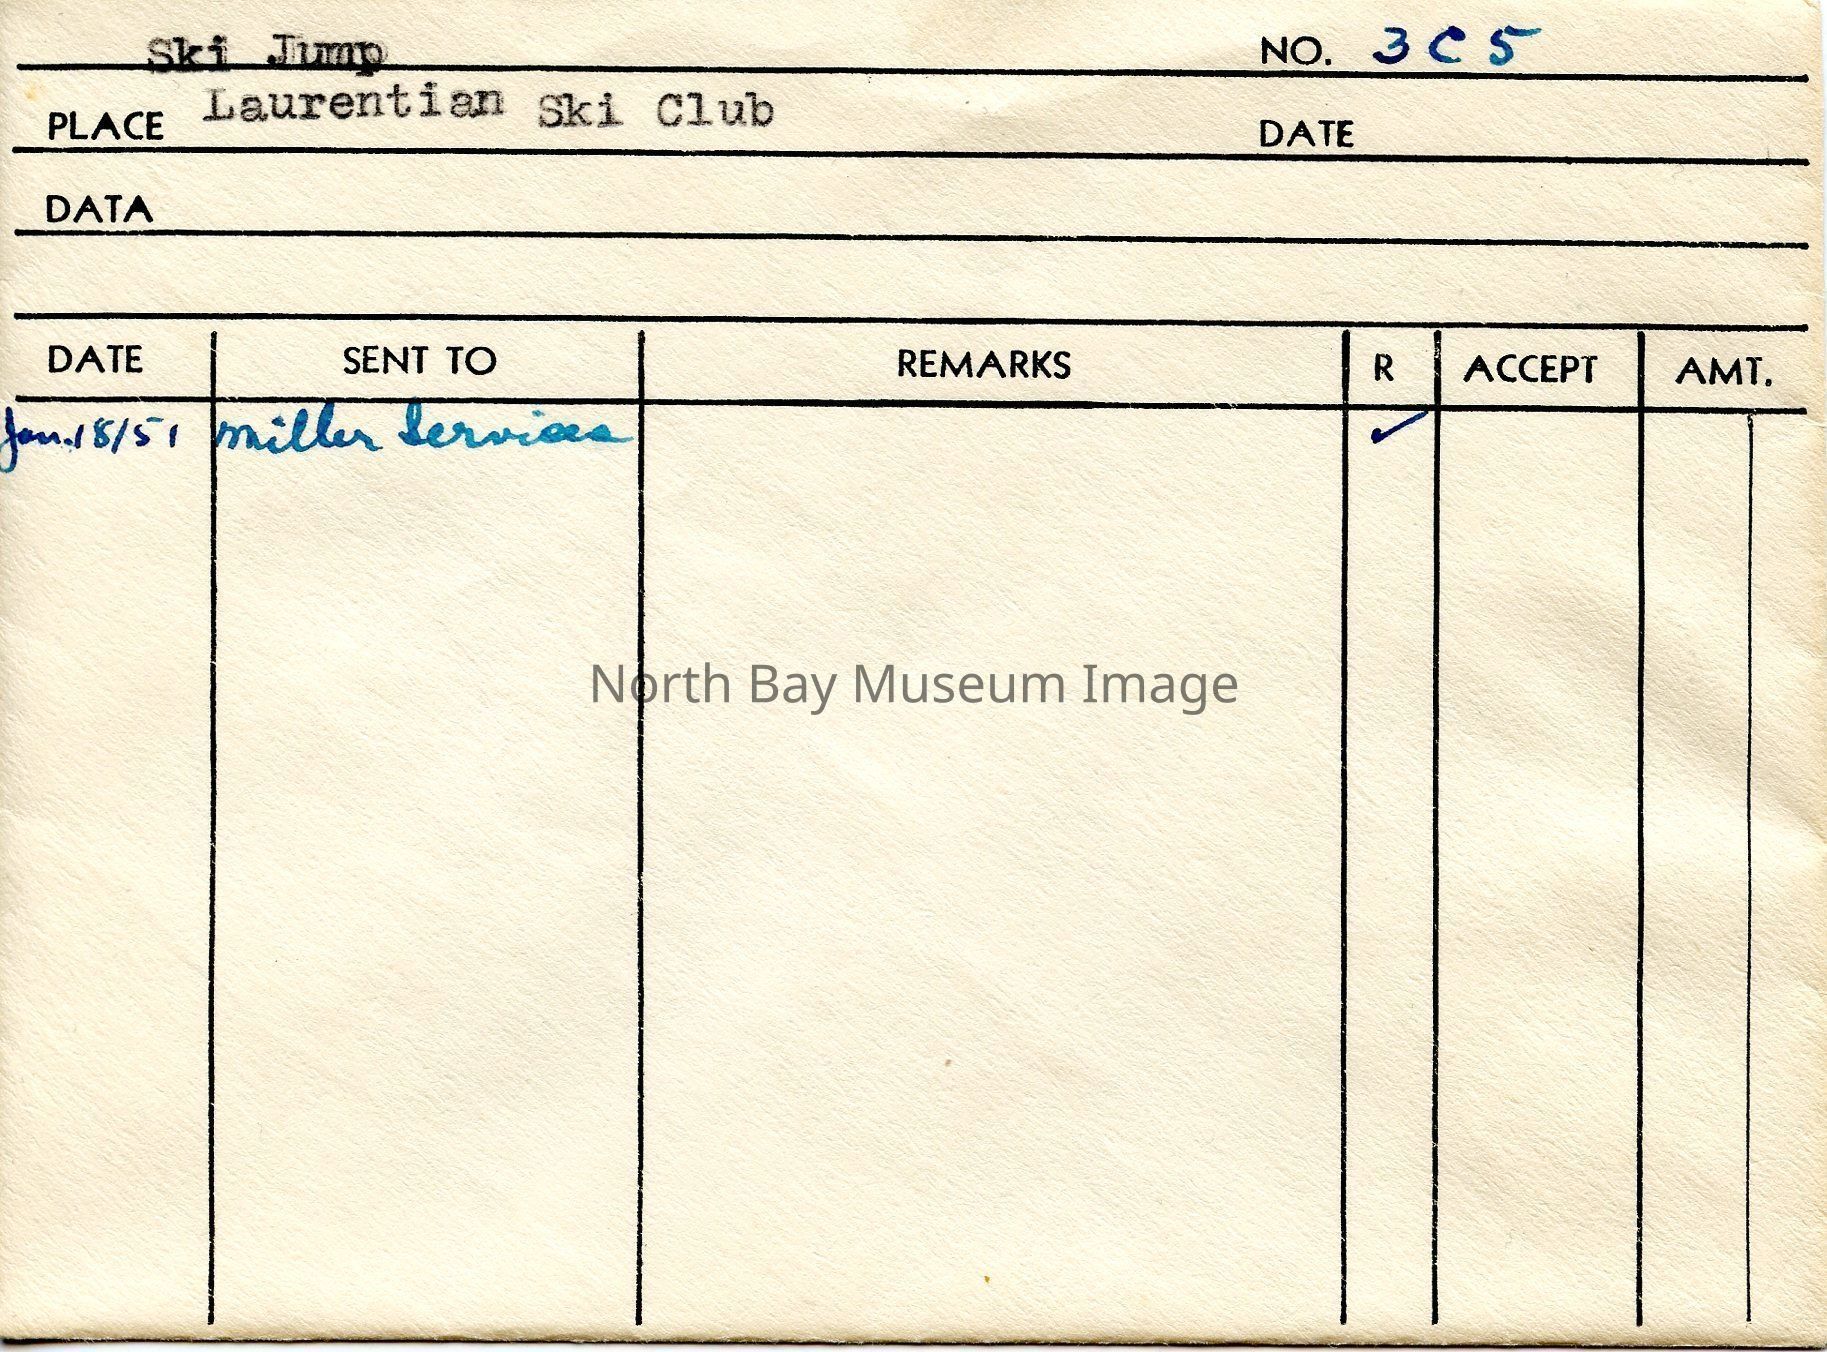 Ski Jump NO. 3C5
PLACE Laurentian Ski Club DATE
DATA
DATE SENT TO REMARKS R ACCEPT AMT.
Jan.18/51 Miller Services ✓
North Bay Museum Image